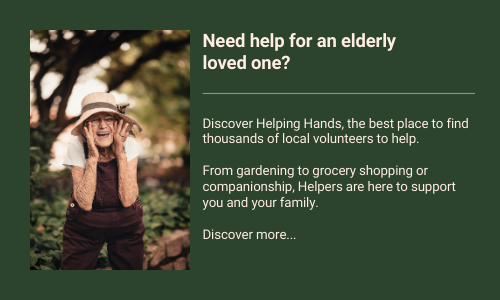 Need help for an elderly
loved one?
Discover Helping Hands, the best place to find
thousands of local volunteers to help.
From gardening to grocery shopping or
companionship, Helpers are here to support
you and your family.
Discover more...